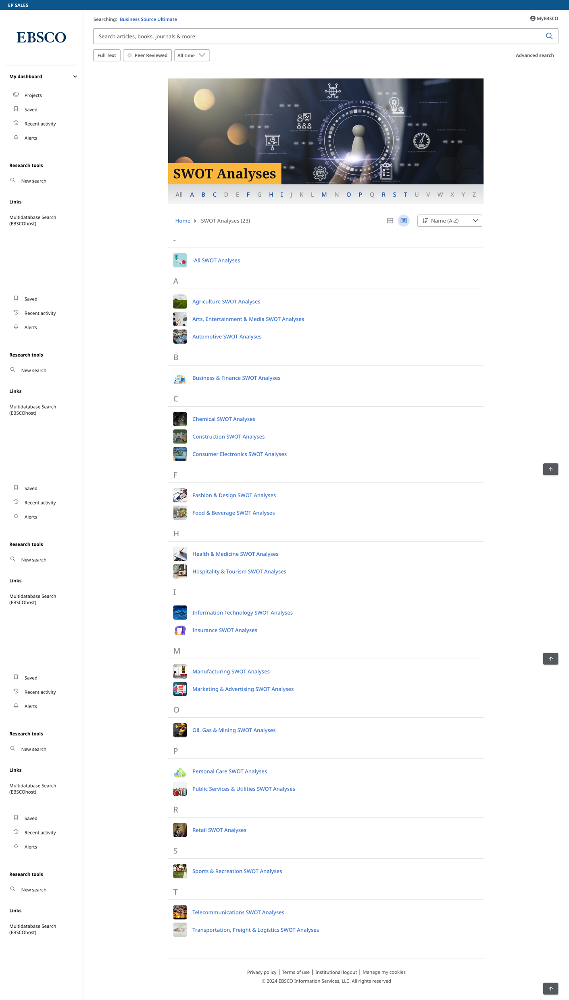 EP SALES
EBSCO
Searching: Business Source Ultimate
MyEBSCO
Search articles, books, journals & more
Full Text
Peer Reviewed
All time
Advanced search
My dashboard
Projects
Saved
Recent activity
Alerts
Research tools
New search
Links
Multidatabase Search
(EBSCOhost)
Saved
Recent activity
Alerts
Research tools
New search
Links
Multidatabase Search
(EBSCOhost)
Saved
Recent activity
Alerts
Research tools
New search
Links
Multidatabase Search
(EBSCOhost)
Saved
Recent activity
Alerts
Research tools
New search
Links
Multidatabase Search
(EBSCOhost)
Saved
Recent activity
Alerts
Research tools
New search
Links
Multidatabase Search
(EBSCOhost)
SWOT Analyses
All A B C D E F G H I J K L M N O P Q R S T U V W X Y Z
Home SWOT Analyses (23)
Name (A-Z)
-
-All SWOT Analyses
A
Agriculture SWOT Analyses
Arts, Entertainment & Media SWOT Analyses
Automotive SWOT Analyses
B
Business & Finance SWOT Analyses
C
Chemical SWOT Analyses
Construction SWOT Analyses
Consumer Electronics SWOT Analyses
F
Fashion & Design SWOT Analyses
Food & Beverage SWOT Analyses
H
Health & Medicine SWOT Analyses
Hospitality & Tourism SWOT Analyses
I
Information Technology SWOT Analyses
Insurance SWOT Analyses
M
Manufacturing SWOT Analyses
Marketing & Advertising SWOT Analyses
O
Oil, Gas & Mining SWOT Analyses
P
Personal Care SWOT Analyses
Public Services & Utilities SWOT Analyses
R
Retail SWOT Analyses
S
Sports & Recreation SWOT Analyses
T
Telecommunications SWOT Analyses
Transportation, Freight & Logistics SWOT Analyses
Privacy policy | Terms of use | Institutional logout | Manage my cookies
© 2024 EBSCO Information Services, LLC. All rights reserved